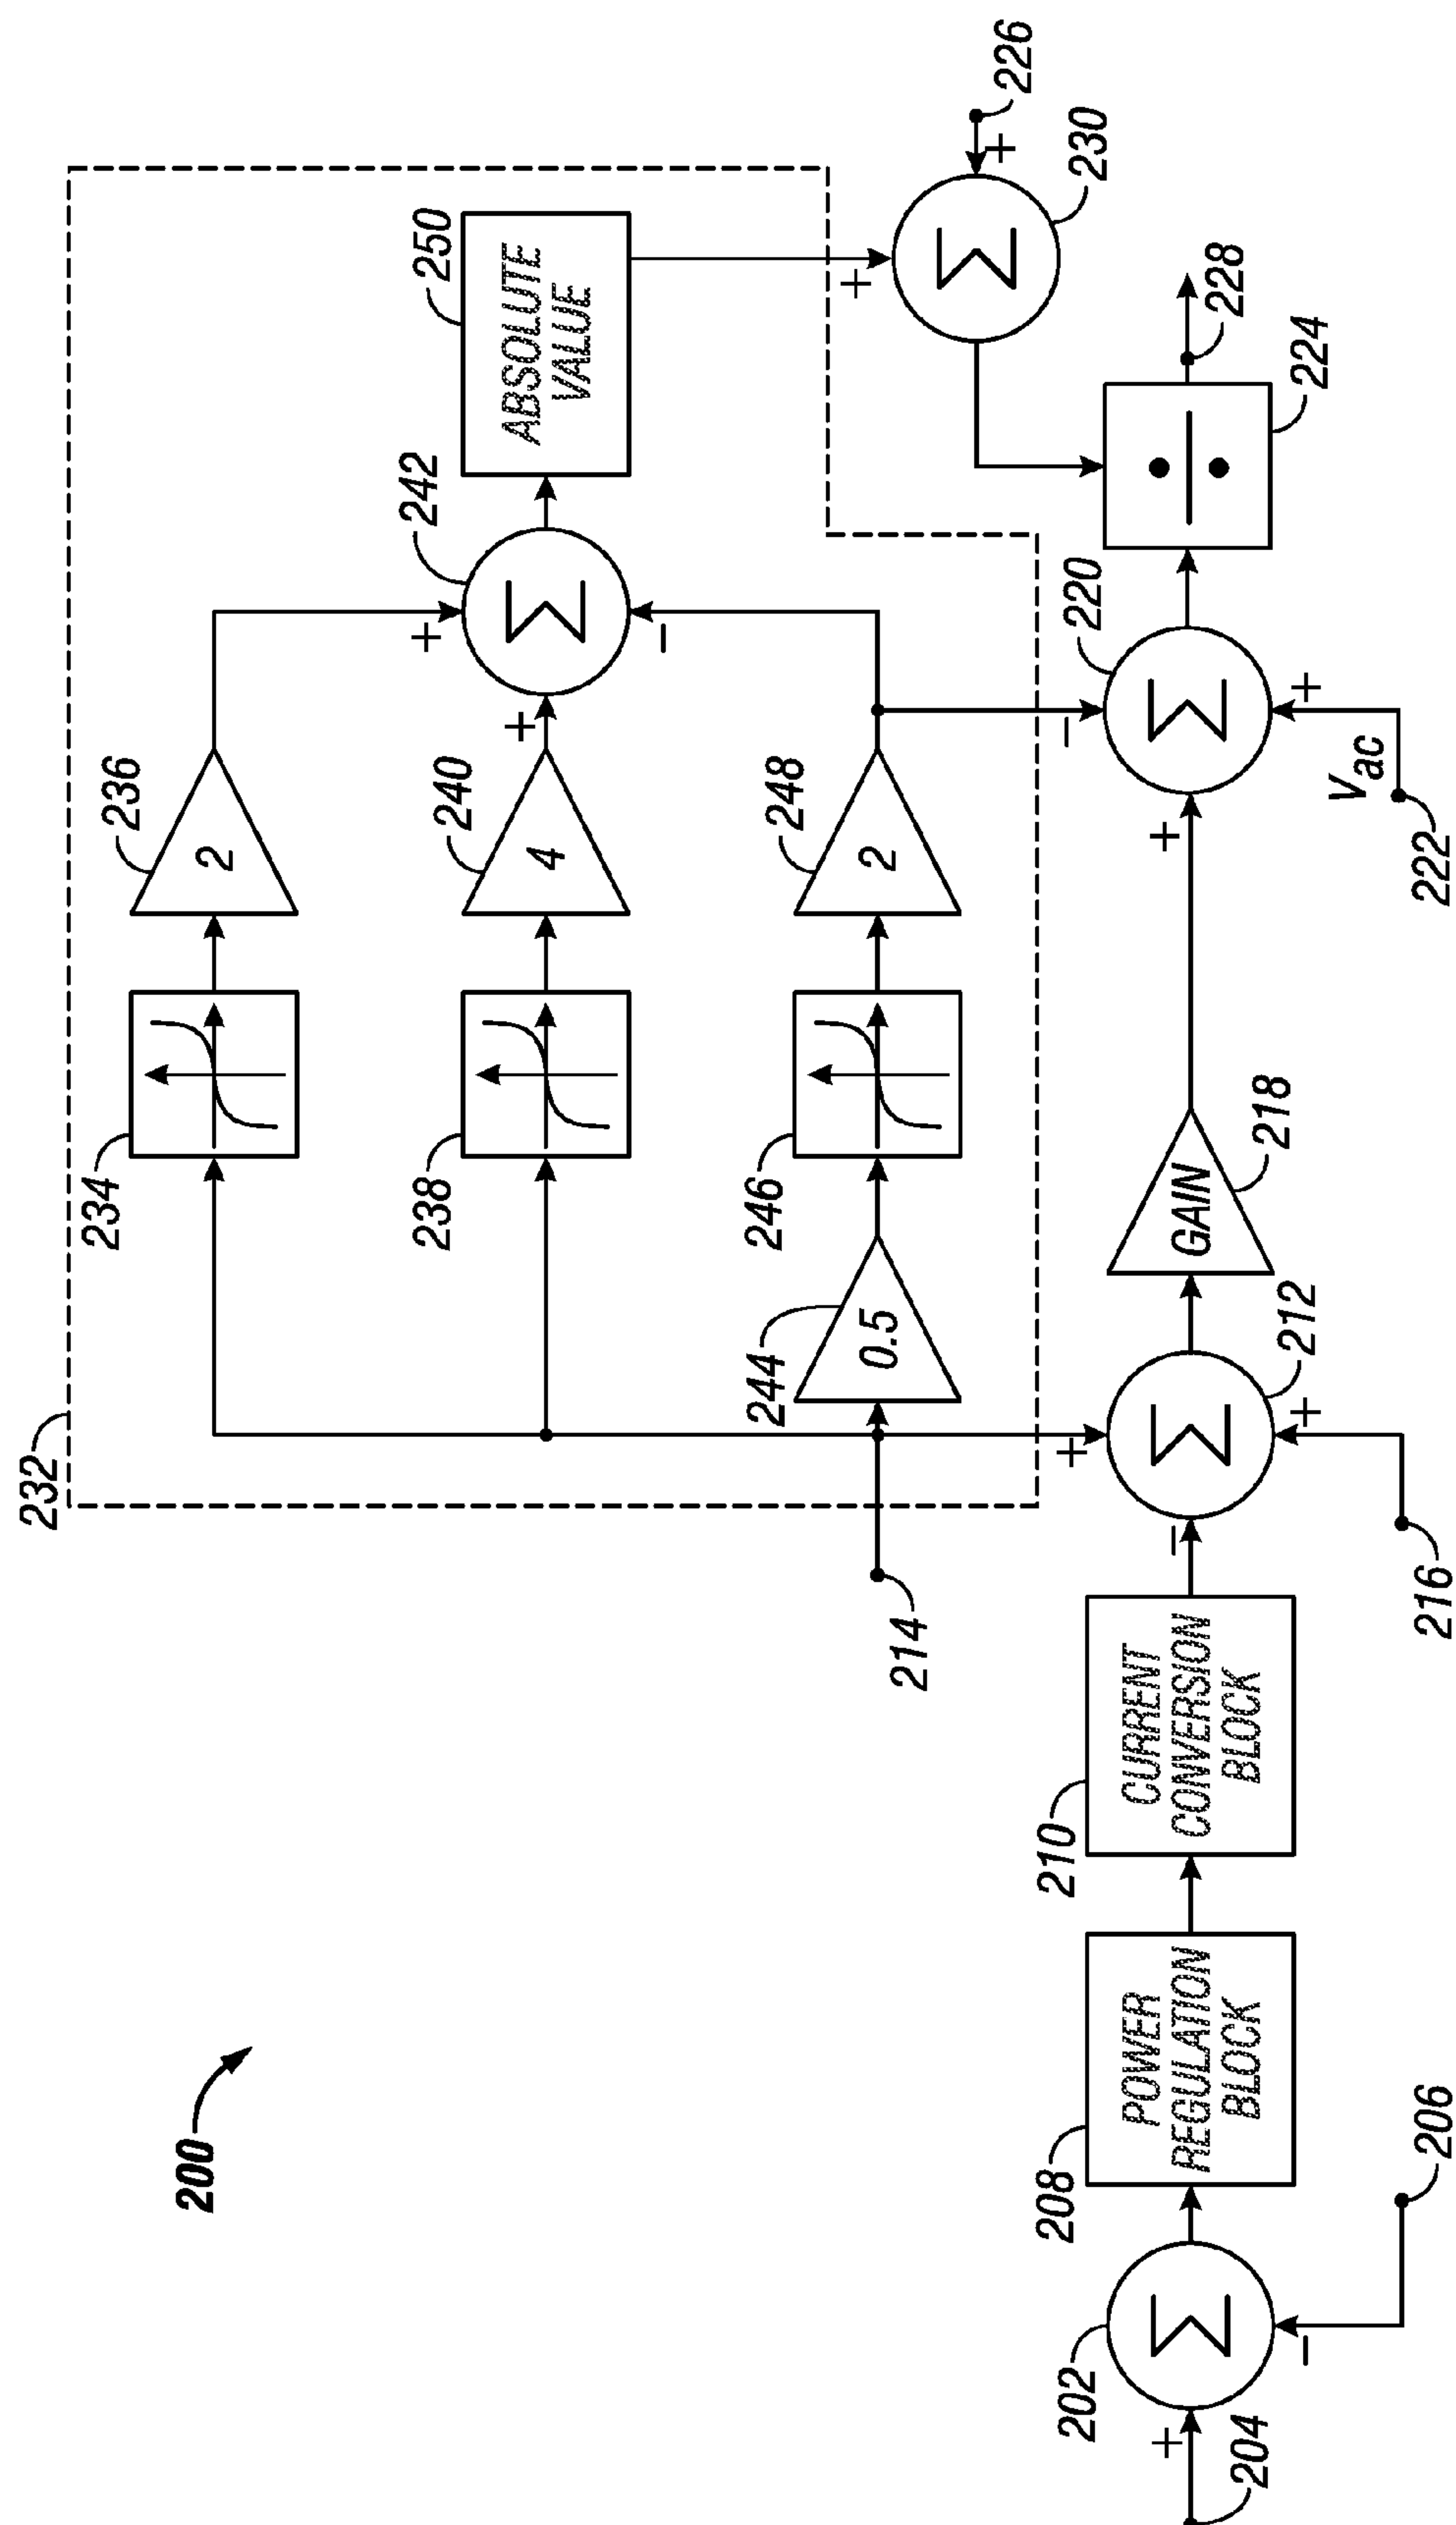 200
232
234
236
2
238
240
4
242
250
ABSOLUTE
VALUE
244
0.5
246
248
2
214
226
+
230
+
+
+
-
204
+
202
Σ
-
206
208
POWER
REGULATION
BLOCK
210
CURRENT
CONVERSION
BLOCK
-
+
+
212
Σ
216
218
GAIN
+
-
+
220
Σ
Vac
222
224
228
Σ
Σ